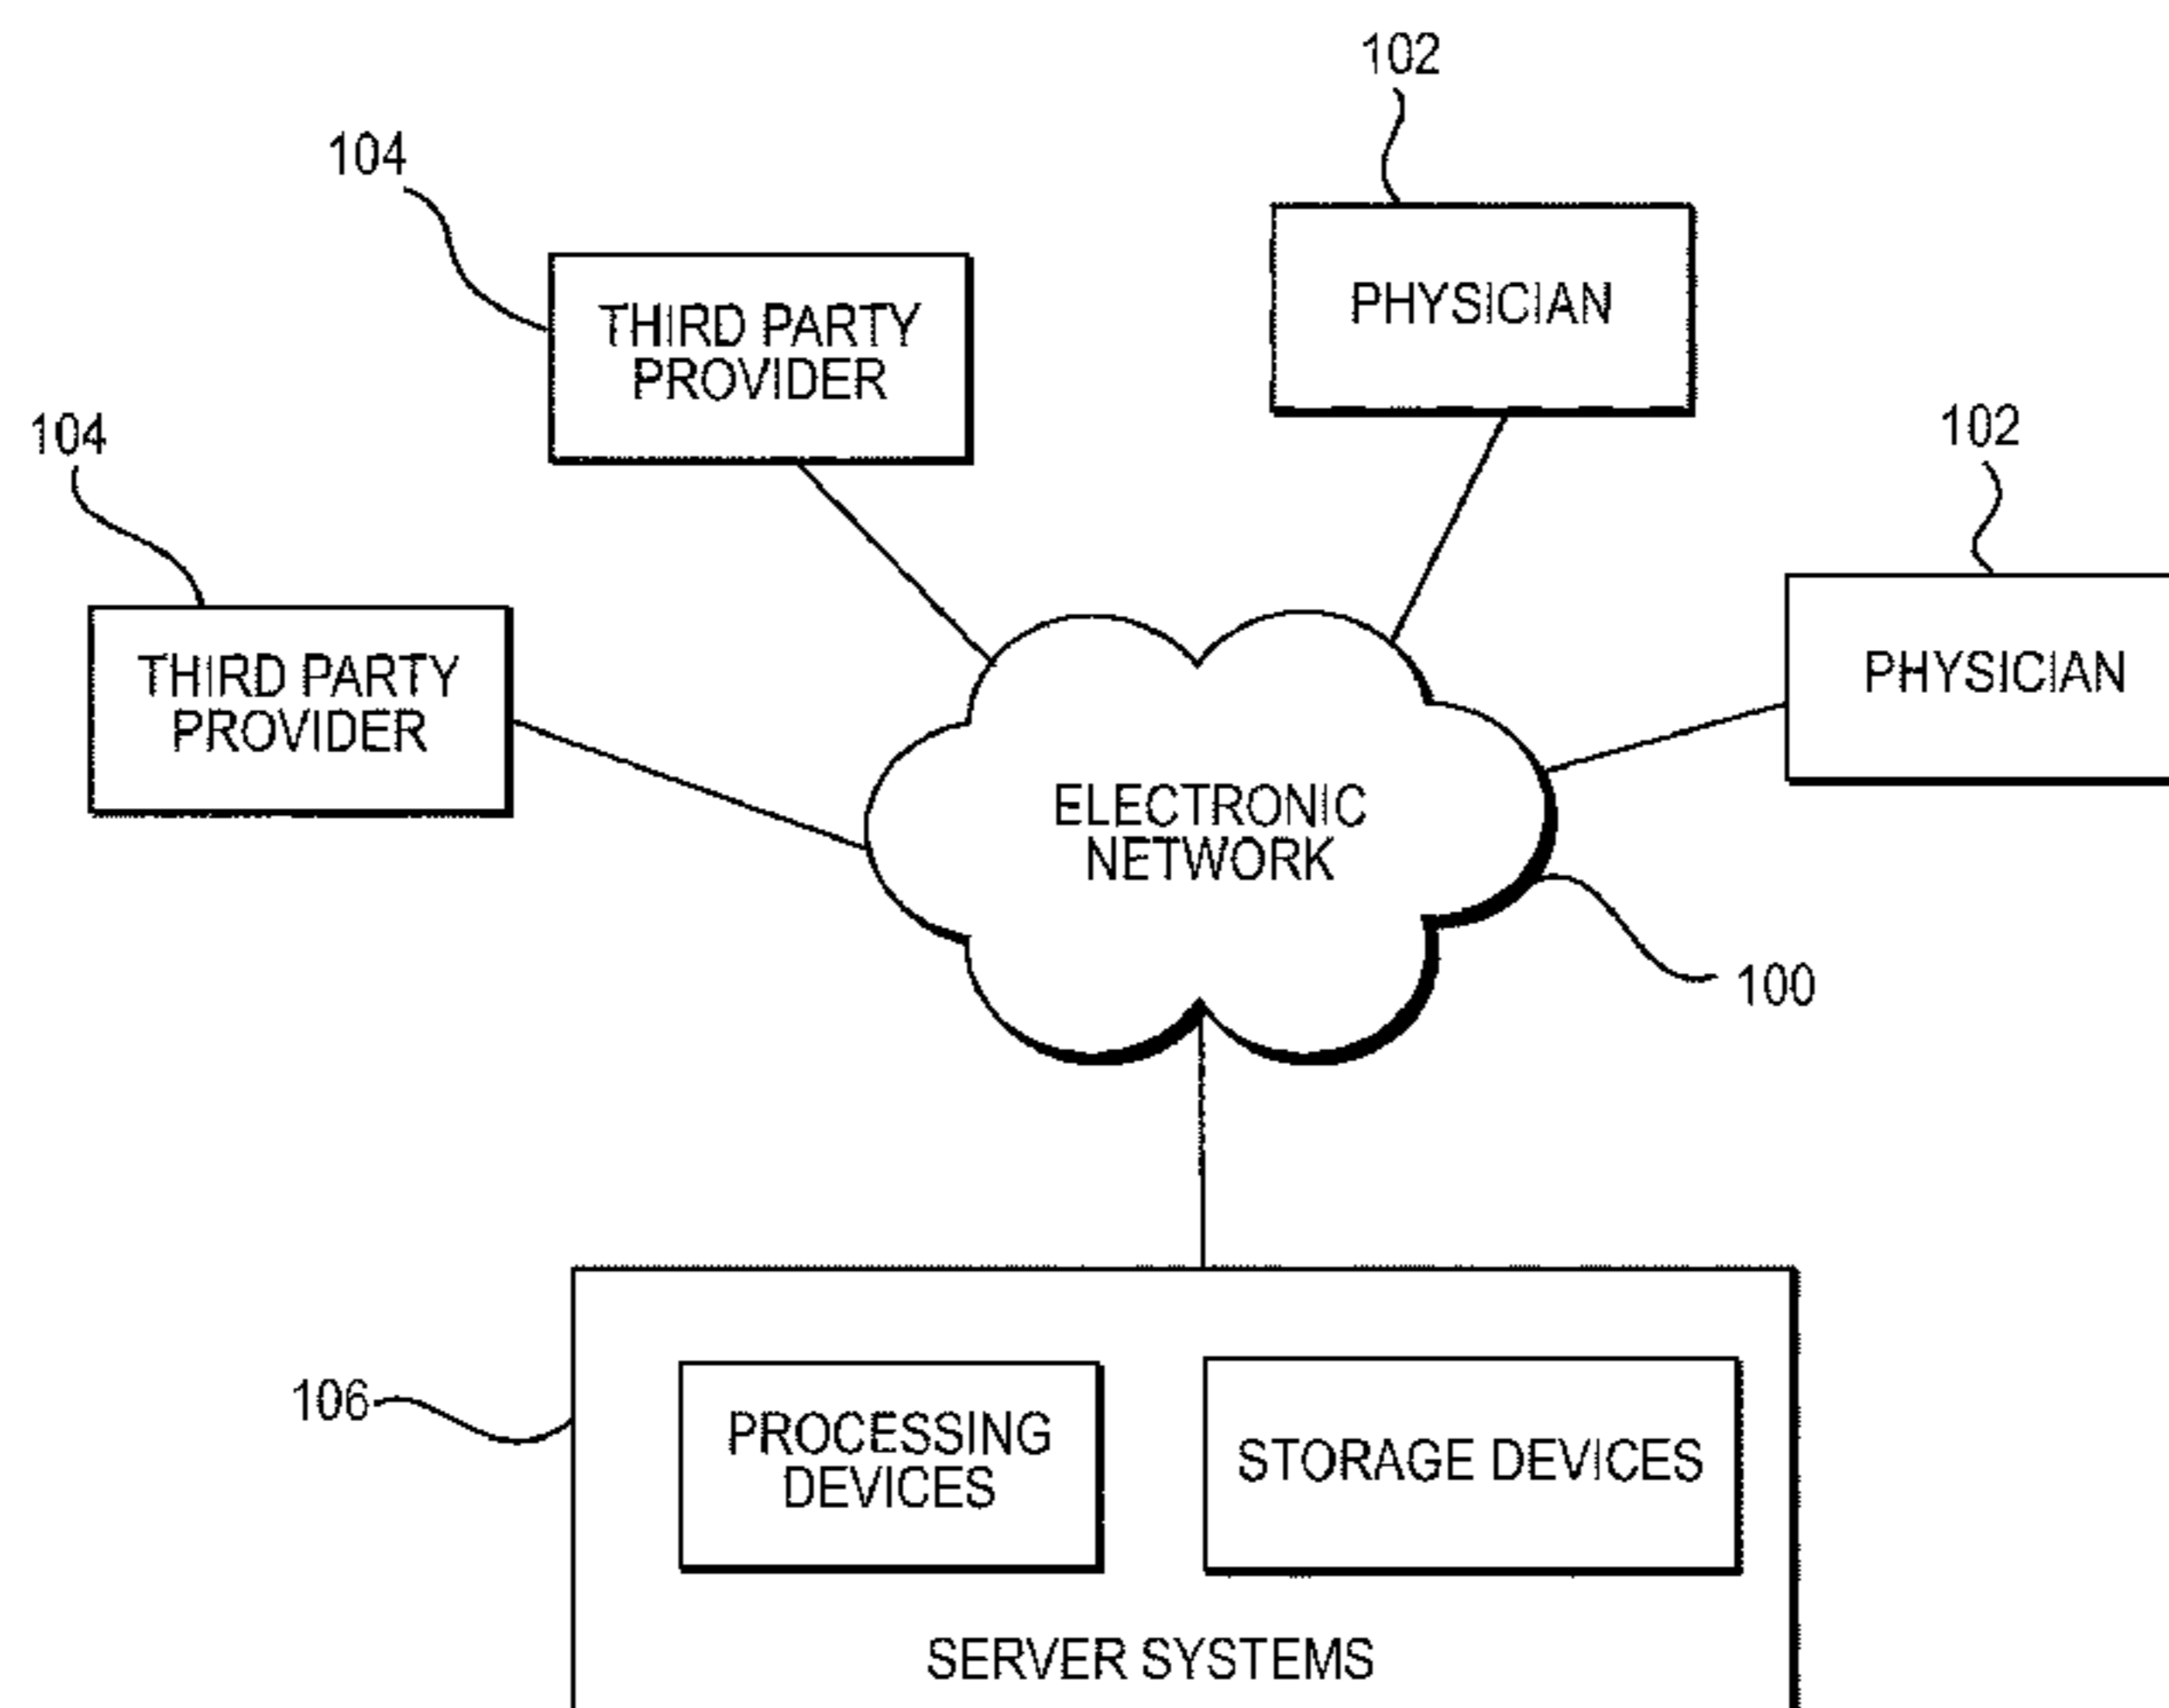 102
104
THIRD PARTY
PROVIDER
PHYSICIAN
104
102
THIRD PARTY
PROVIDER
PHYSICIAN
ELECTRONIC
NETWORK
100
106
PROCESSING
DEVICES
STORAGE DEVICES
SERVER SYSTEMS